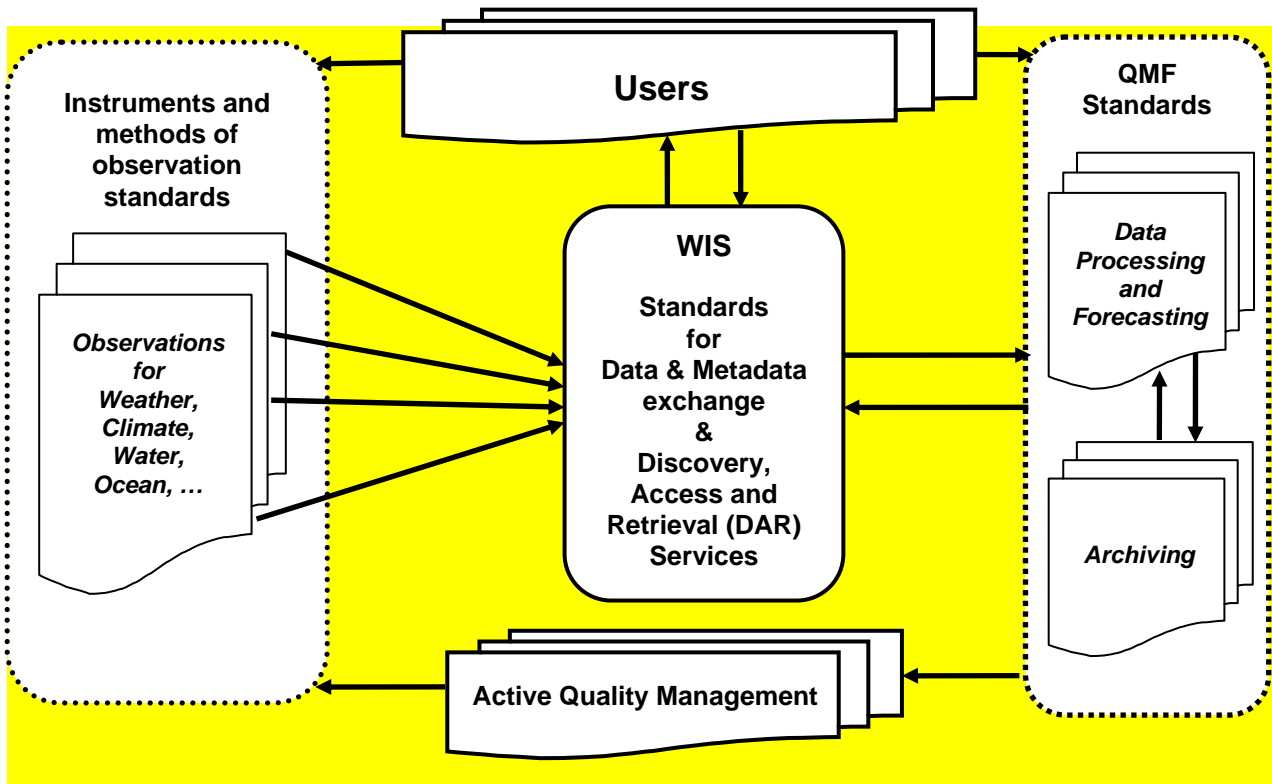 Users
Instruments and
methods of
observation
standards
Observations
for
Weather,
Climate,
Water,
Ocean, …
WIS
Standards
for
Data & Metadata
exchange
&
Discovery,
Access and
Retrieval (DAR)
Services
QMF
Standards
Data
Processing
and
Forecasting
Archiving
Active Quality Management